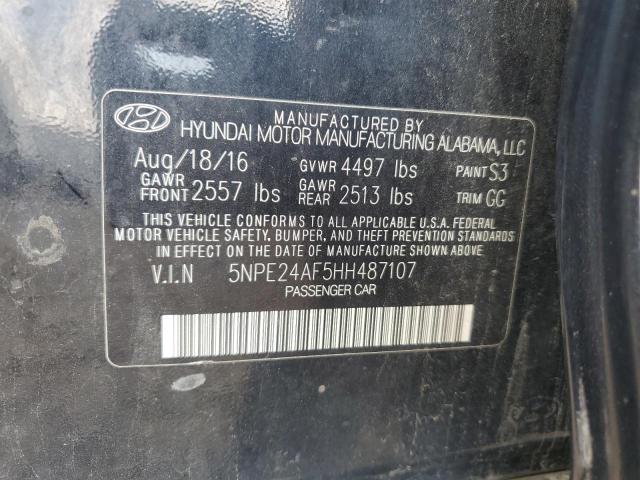 MANUFACTURED BY
HYUNDAI MOTOR MANUFACTURING ALABAMA, LLC
Aug/18/16 GVWR 4497 lbs PAINT S3
GAWR FRONT 2557 lbs GAWR REAR 2513 lbs TRIM GG
THIS VEHICLE CONFORMS TO ALL APPLICABLE U.S.A. FEDERAL
MOTOR VEHICLE SAFETY, BUMPER, AND THEFT PREVENTION STANDARDS
IN EFFECT ON THE DATE OF MANUFACTURE SHOWN ABOVE
V.I.N 5NPE24AF5HH487107
PASSENGER CAR